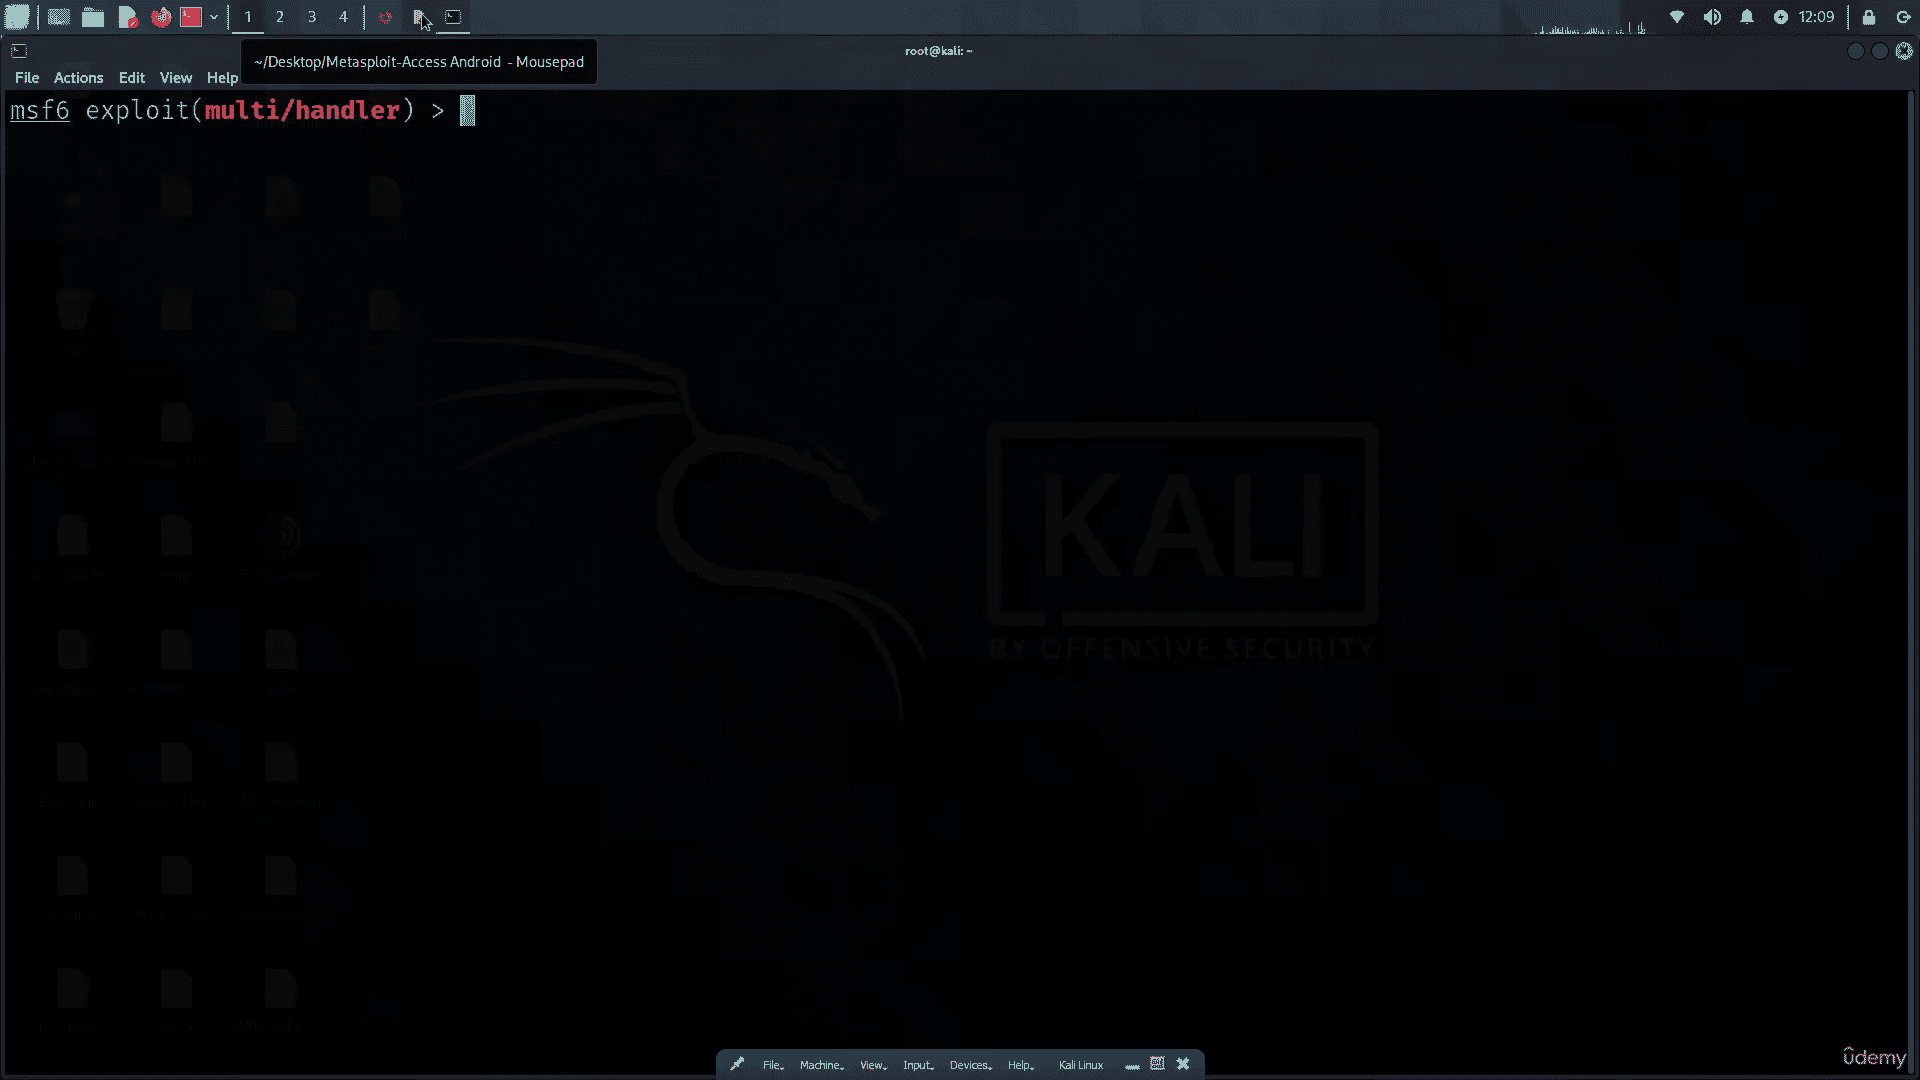 1 2 3 4 12:09
root@kali: ~
~/Desktop/Metasploit-Access Android - Mousepad
File Actions Edit View Help
msf6 exploit(multi/handler) >
KALI
BY OFFENSIVE SECURITY
File Machine View Input Devices Help Kali Linux
ûdemy